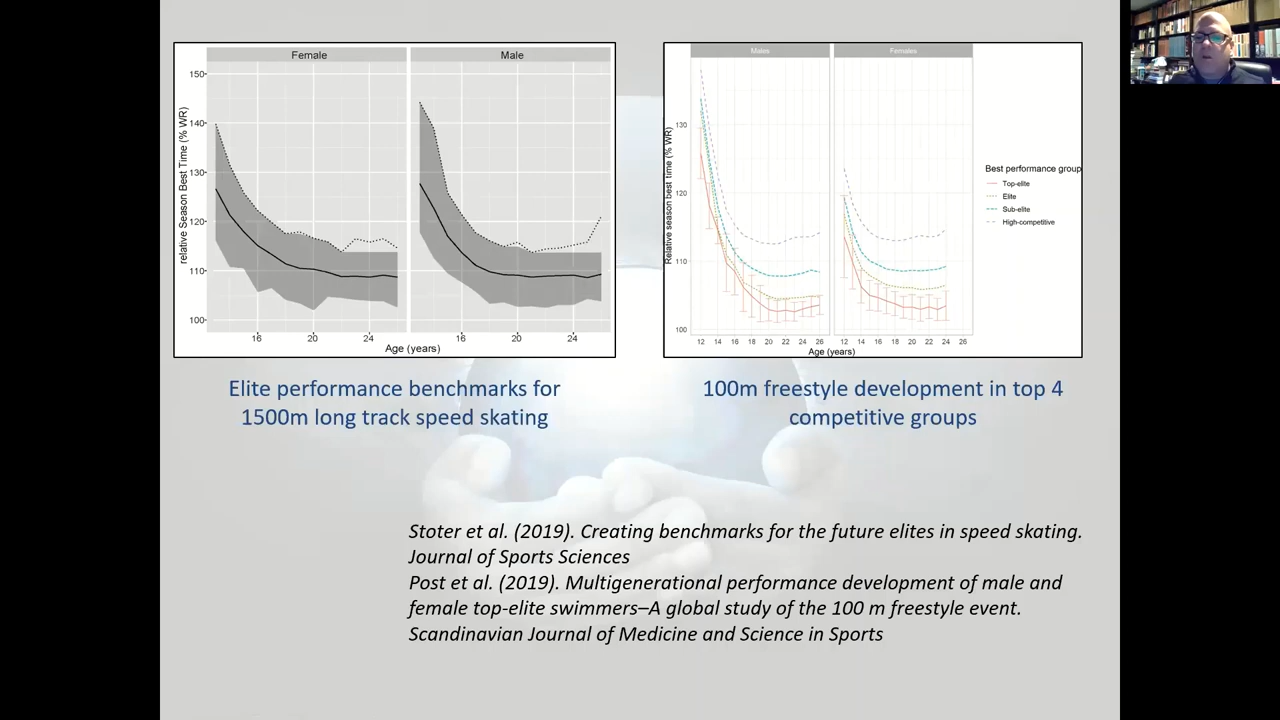 Female
Male
relative Season Best Time (% WR)
150
140
130
120
110
100
16
20
24
16
20
24
Age (years)
Males
Females
Relative season best time (% WR)
130
120
110
100
12 14 16 18 20 22 24 26
12 14 16 18 20 22 24 26
Age (years)
Best performance group
Top-elite
Elite
Sub-elite
High-competitive
Elite performance benchmarks for
1500m long track speed skating
100m freestyle development in top 4
competitive groups
Stoter et al. (2019). Creating benchmarks for the future elites in speed skating.
Journal of Sports Sciences
Post et al. (2019). Multigenerational performance development of male and
female top-elite swimmers–A global study of the 100 m freestyle event.
Scandinavian Journal of Medicine and Science in Sports